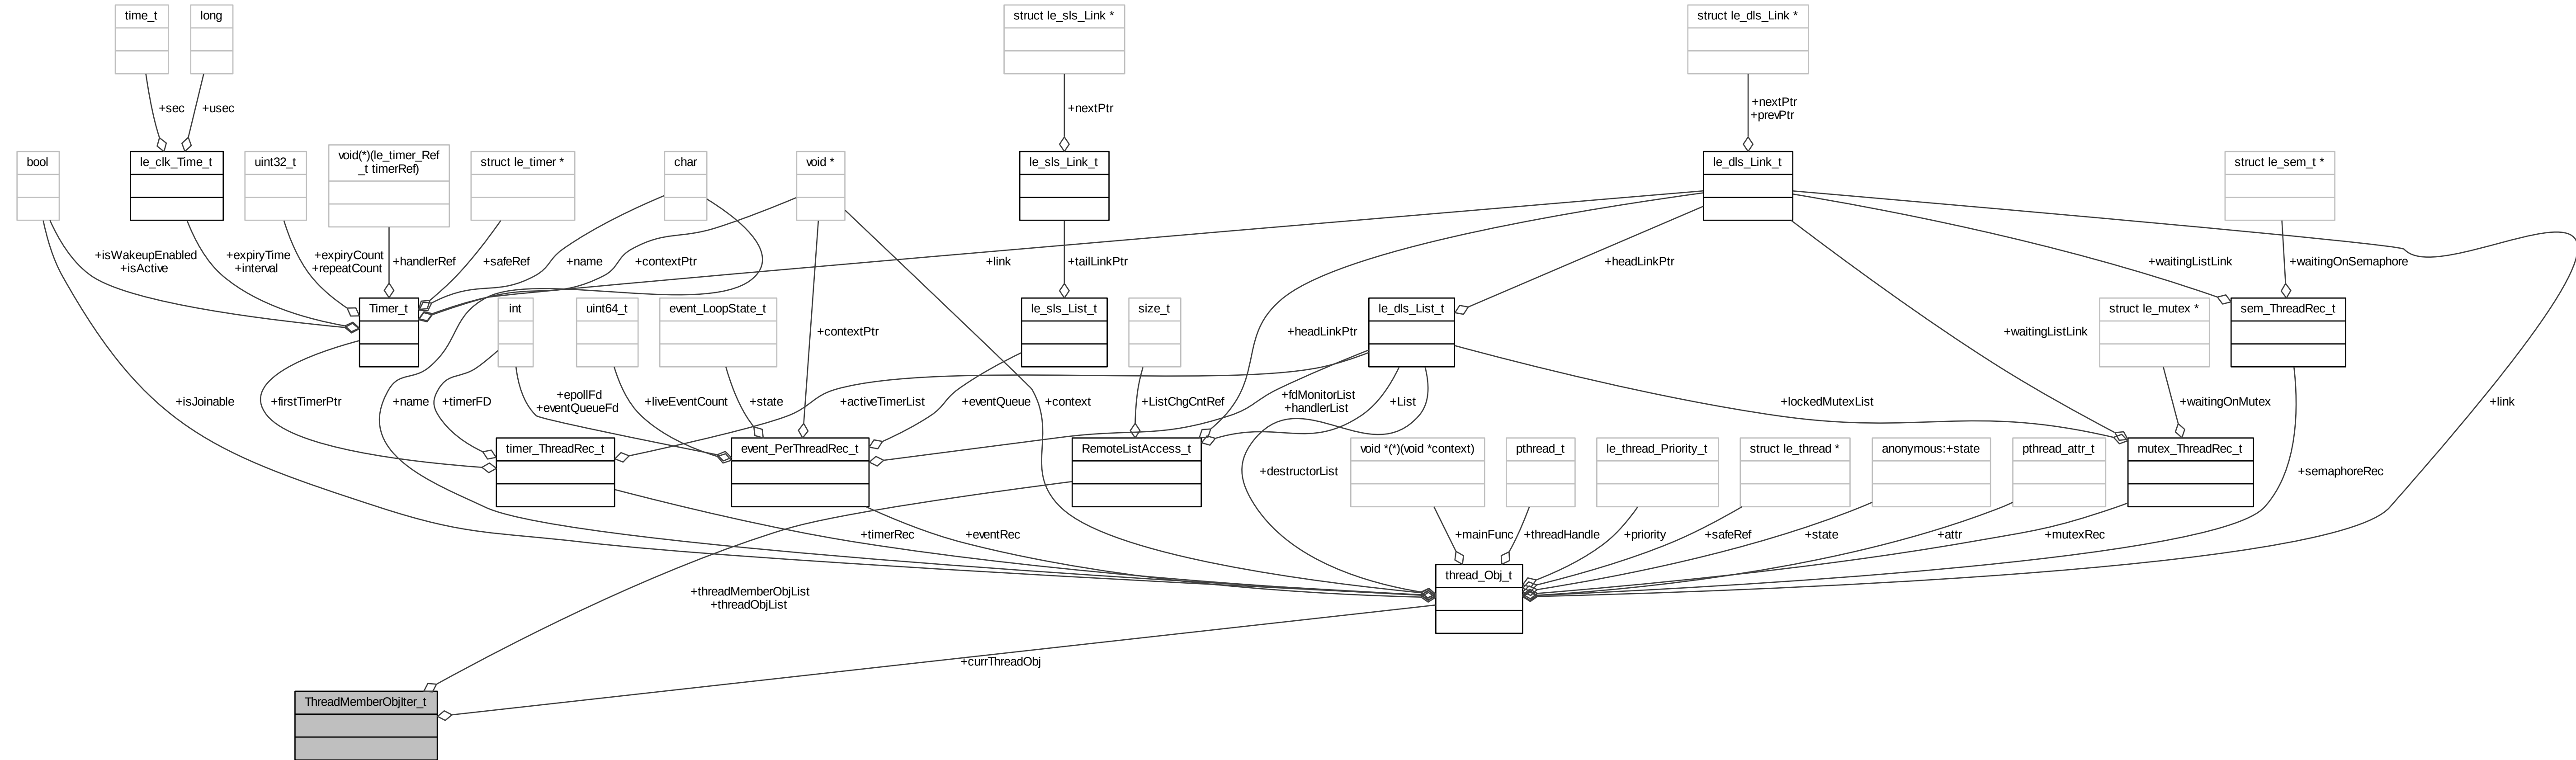 time_t
long
struct le_sls_Link *
struct le_dls_Link *
+sec
+usec
+nextPtr
+nextPtr
+prevPtr
bool
le_clk_Time_t
uint32_t
void(*)(le_timer_Ref
_t timerRef)
struct le_timer *
char
void *
le_sls_Link_t
le_dls_Link_t
struct le_sem_t *
+isWakeupEnabled
+isActive
+expiryTime
+interval
+expiryCount
+repeatCount
+handlerRef
+safeRef
+name
+contextPtr
+link
+tailLinkPtr
+headLinkPtr
+waitingListLink
+waitingOnSemaphore
Timer_t
int
uint64_t
event_LoopState_t
+contextPtr
le_sls_List_t
size_t
+headLinkPtr
le_dls_List_t
+waitingListLink
struct le_mutex *
sem_ThreadRec_t
+isJoinable
+firstTimerPtr
+name
+timerFD
+epollFd
+eventQueueFd
+liveEventCount
+state
+activeTimerList
+eventQueue
+context
+ListChgCntRef
+fdMonitorList
+handlerList
+List
+lockedMutexList
+waitingOnMutex
+link
timer_ThreadRec_t
event_PerThreadRec_t
RemoteListAccess_t
+destructorList
void *(*)(void *context)
pthread_t
le_thread_Priority_t
struct le_thread *
anonymous:+state
pthread_attr_t
mutex_ThreadRec_t
+semaphoreRec
+timerRec
+eventRec
+mainFunc
+threadHandle
+priority
+safeRef
+state
+attr
+mutexRec
+threadMemberObjList
+threadObjList
thread_Obj_t
+currThreadObj
ThreadMemberObjIter_t